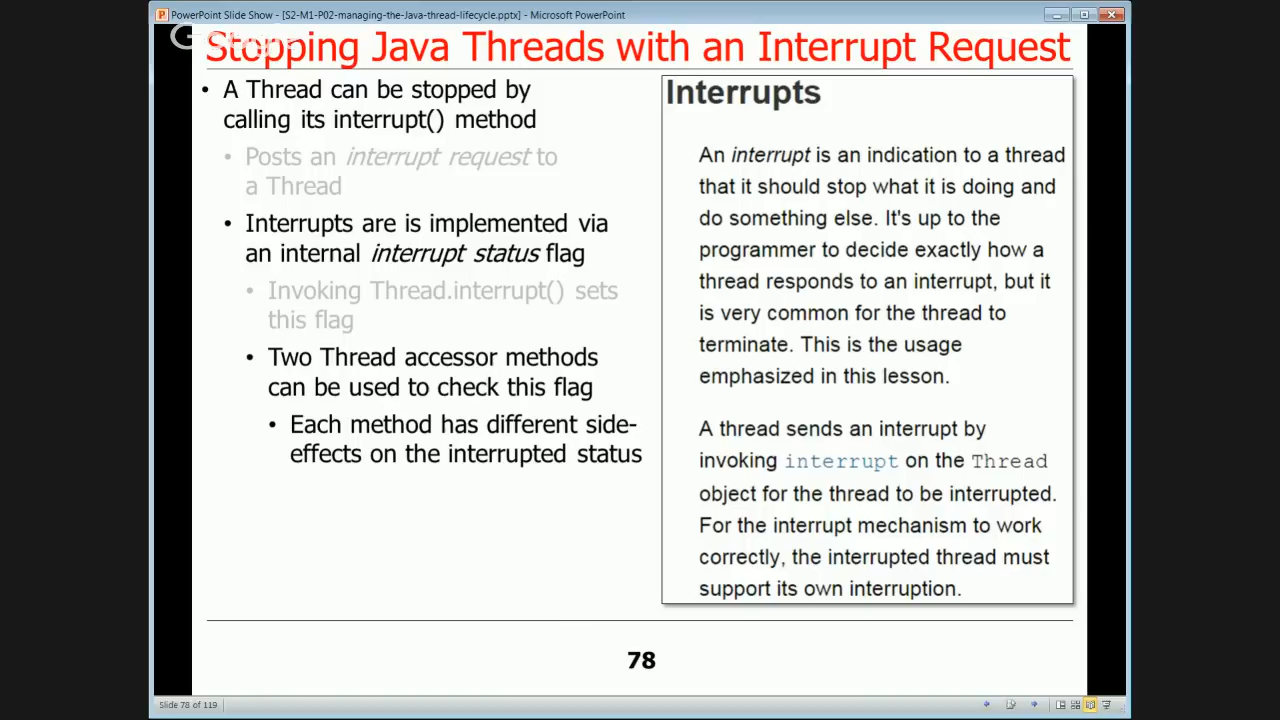 PowerPoint Slide Show - [S2-M1-P02-managing-the-Java-thread-lifecycle.pptx] - Microsoft PowerPoint
Google
Stopping Java Threads with an Interrupt Request
• A Thread can be stopped by
calling its interrupt() method
• Posts an interrupt request to
a Thread
• Interrupts are is implemented via
an internal interrupt status flag
• Invoking Thread.interrupt() sets
this flag
• Two Thread accessor methods
can be used to check this flag
• Each method has different side-
effects on the interrupted status
Interrupts
An interrupt is an indication to a thread
that it should stop what it is doing and
do something else. It's up to the
programmer to decide exactly how a
thread responds to an interrupt, but it
is very common for the thread to
terminate. This is the usage
emphasized in this lesson.
A thread sends an interrupt by
invoking interrupt on the Thread
object for the thread to be interrupted.
For the interrupt mechanism to work
correctly, the interrupted thread must
support its own interruption.
78
Slide 78 of 119